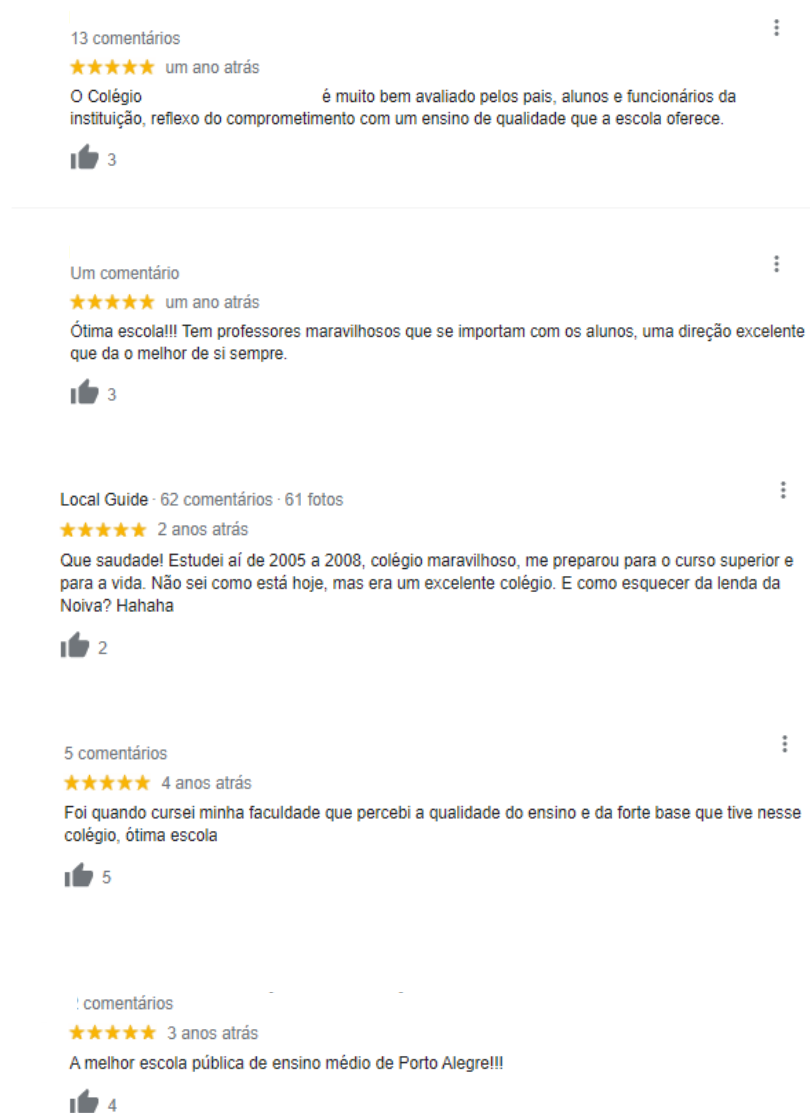 13 comentários
um ano atrás
O Colégio é muito bem avaliado pelos pais, alunos e funcionários da
instituição, reflexo do comprometimento com um ensino de qualidade que a escola oferece.
3
Um comentário
um ano atrás
Ótima escola!!! Tem professores maravilhosos que se importam com os alunos, uma direção excelente
que da o melhor de si sempre.
3
Local Guide · 62 comentários · 61 fotos
2 anos atrás
Que saudade! Estudei aí de 2005 a 2008, colégio maravilhoso, me preparou para o curso superior e
para a vida. Não sei como está hoje, mas era um excelente colégio. E como esquecer da lenda da
Noiva? Hahaha
2
5 comentários
4 anos atrás
Foi quando cursei minha faculdade que percebi a qualidade do ensino e da forte base que tive nesse
colégio, ótima escola
5
comentários
3 anos atrás
A melhor escola pública de ensino médio de Porto Alegre!!!
4